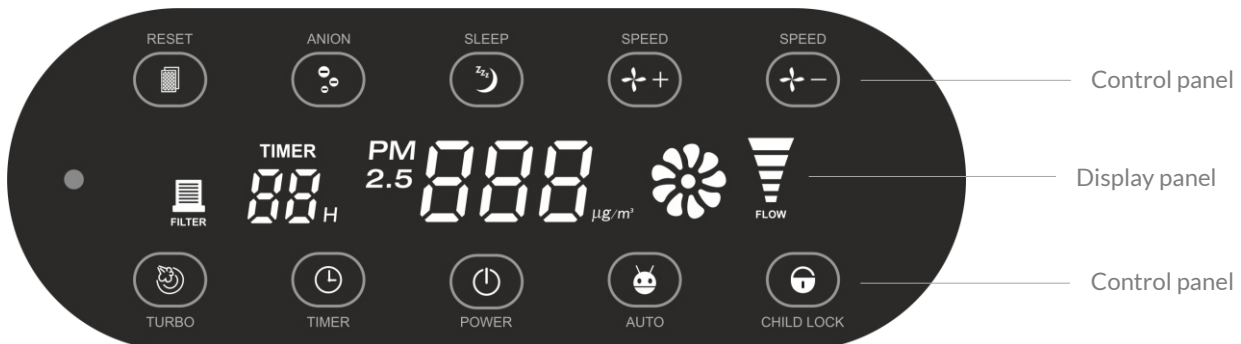 RESET ANION SLEEP SPEED SPEED
zzz
+ −
Control panel
TIMER
88 H
PM
2.5
888 μg/m³
Display panel
FILTER
FLOW
Control panel
TURBO TIMER POWER AUTO CHILD LOCK